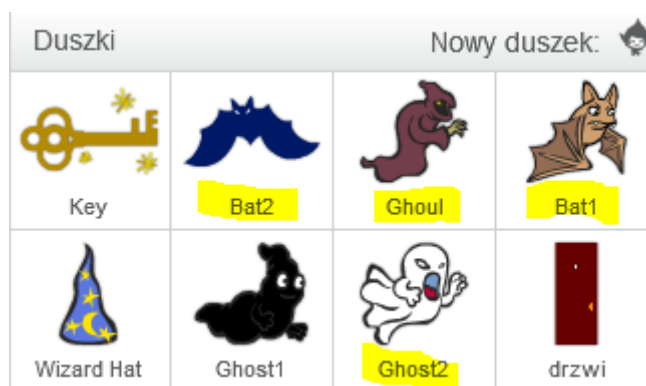 Duszki Nowy duszek:
Key Bat2 Ghoul Bat1
Wizard Hat Ghost1 Ghost2 drzwi